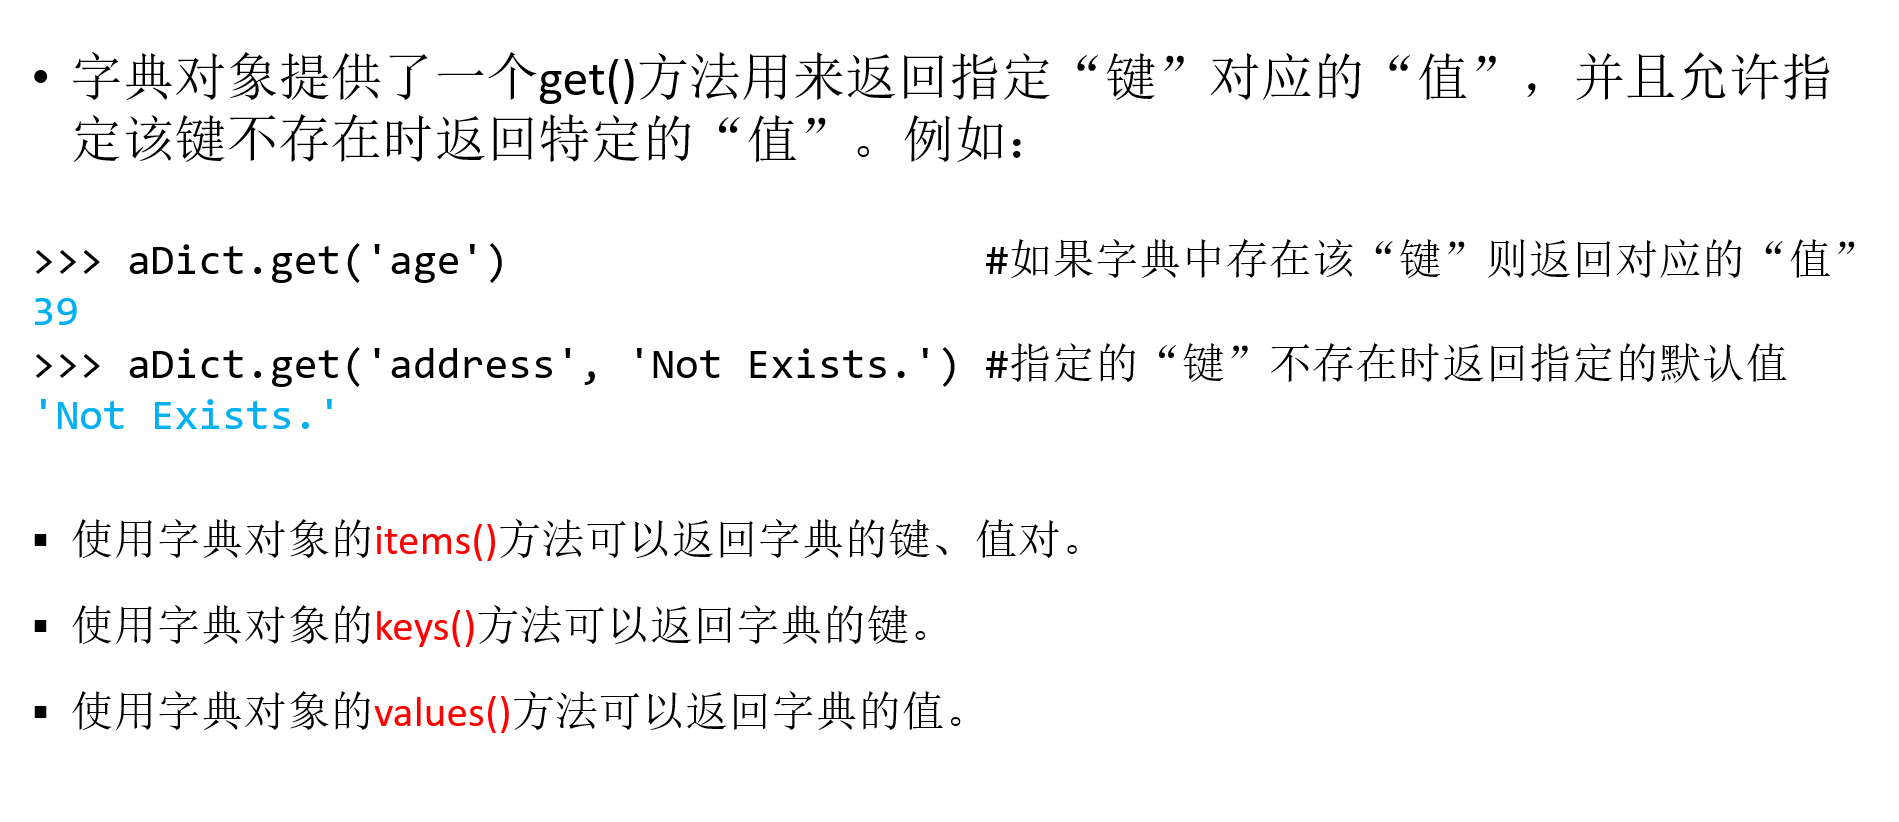 • 字典对象提供了一个get()方法用来返回指定“键”对应的“值”，并且允许指
定该键不存在时返回特定的“值”。例如：
>>> aDict.get('age')                    #如果字典中存在该“键”则返回对应的“值”
39
>>> aDict.get('address', 'Not Exists.') #指定的“键”不存在时返回指定的默认值
'Not Exists.'
▪ 使用字典对象的items()方法可以返回字典的键、值对。
▪ 使用字典对象的keys()方法可以返回字典的键。
▪ 使用字典对象的values()方法可以返回字典的值。